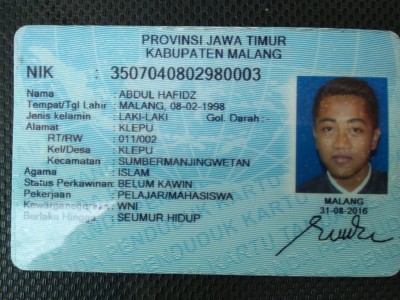 PROVINSI JAWA TIMUR
KABUPATEN MALANG
NIK : 3507040802980003
Nama : ABDUL HAFIDZ
Tempat/Tgl Lahir : MALANG, 08-02-1998
Jenis kelamin : LAKI-LAKI Gol. Darah :-
Alamat : KLEPU
RT/RW : 011/002
Kel/Desa : KLEPU
Kecamatan : SUMBERMANJINGWETAN
Agama : ISLAM
Status Perkawinan: BELUM KAWIN
Pekerjaan : PELAJAR/MAHASISWA
Kewarganegaraan: WNI
Berlaku Hingga : SEUMUR HIDUP
MALANG
31-08-2016